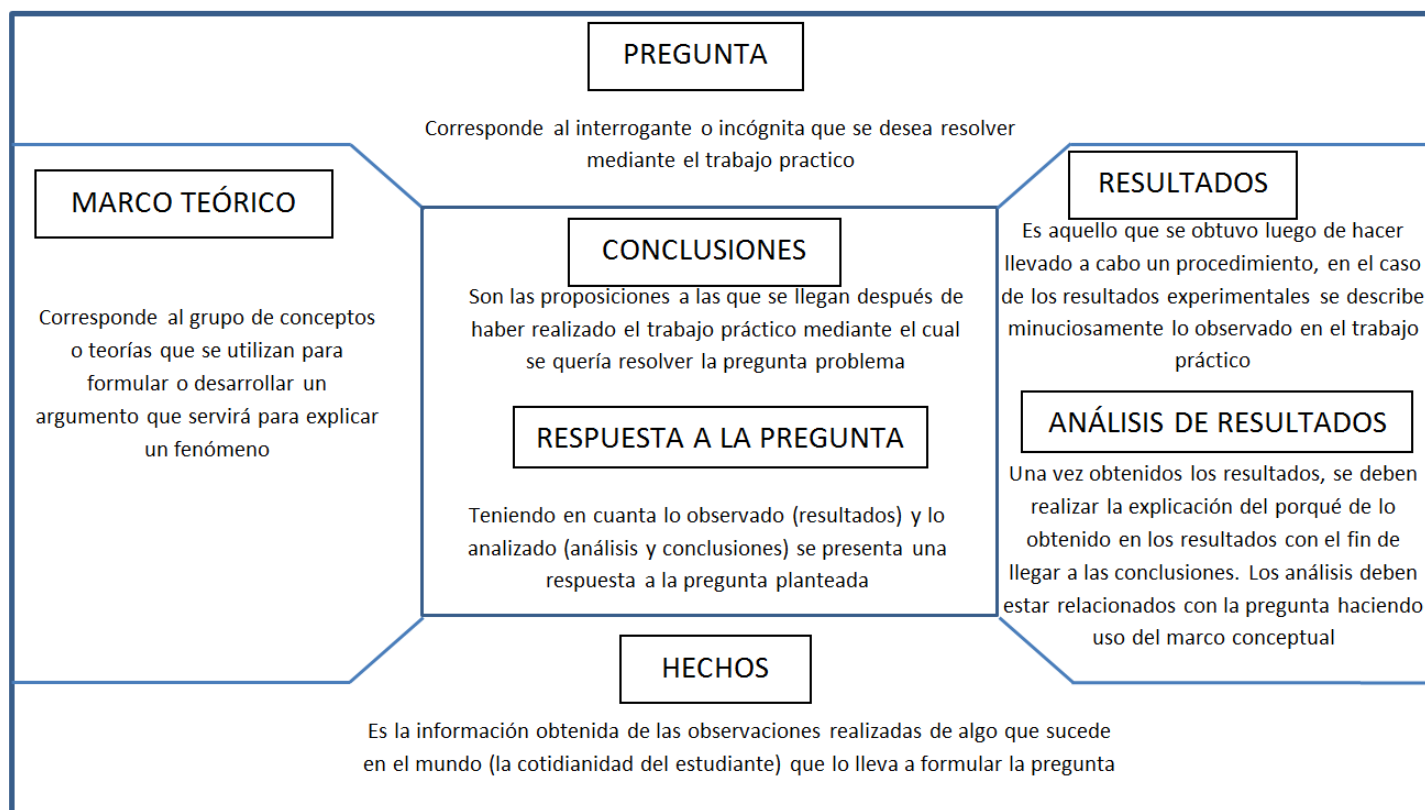 PREGUNTA
Corresponde al interrogante o incógnita que se desea resolver
mediante el trabajo practico
MARCO TEÓRICO
Corresponde al grupo de conceptos
o teorías que se utilizan para
formular o desarrollar un
argumento que servirá para explicar
un fenómeno
CONCLUSIONES
Son las proposiciones a las que se llegan después de
haber realizado el trabajo práctico mediante el cual
se quería resolver la pregunta problema
RESPUESTA A LA PREGUNTA
Teniendo en cuanta lo observado (resultados) y lo
analizado (análisis y conclusiones) se presenta una
respuesta a la pregunta planteada
RESULTADOS
Es aquello que se obtuvo luego de hacer
llevado a cabo un procedimiento, en el caso
de los resultados experimentales se describe
minuciosamente lo observado en el trabajo
práctico
ANÁLISIS DE RESULTADOS
Una vez obtenidos los resultados, se deben
realizar la explicación del porqué de lo
obtenido en los resultados con el fin de
llegar a las conclusiones. Los análisis deben
estar relacionados con la pregunta haciendo
uso del marco conceptual
HECHOS
Es la información obtenida de las observaciones realizadas de algo que sucede
en el mundo (la cotidianidad del estudiante) que lo lleva a formular la pregunta